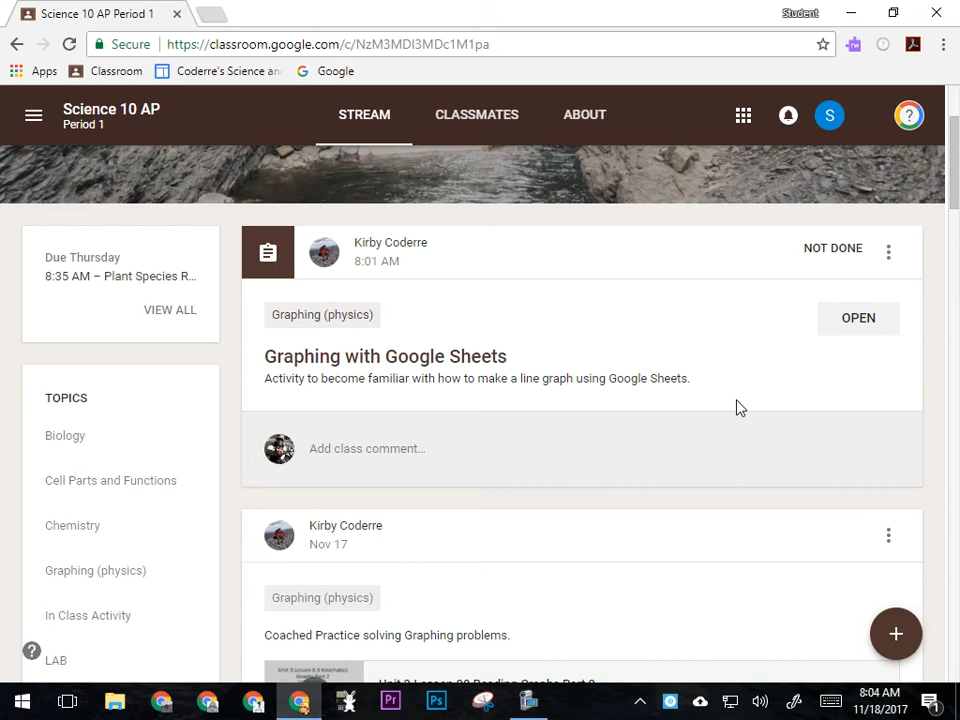 Science 10 AP Period 1
Student
Secure
https://classroom.google.com/c/NzM3MDI3MDc1M1pa
Apps
Classroom
Coderre's Science and
Google
Science 10 AP
Period 1
STREAM
CLASSMATES
ABOUT
S
?
Due Thursday
8:35 AM – Plant Species R...
VIEW ALL
Kirby Coderre
8:01 AM
NOT DONE
Graphing (physics)
OPEN
Graphing with Google Sheets
Activity to become familiar with how to make a line graph using Google Sheets.
Add class comment...
TOPICS
Biology
Cell Parts and Functions
Chemistry
Graphing (physics)
In Class Activity
LAB
Kirby Coderre
Nov 17
Graphing (physics)
Coached Practice solving Graphing problems.
Pr
Ps
8:04 AM
11/18/2017
1